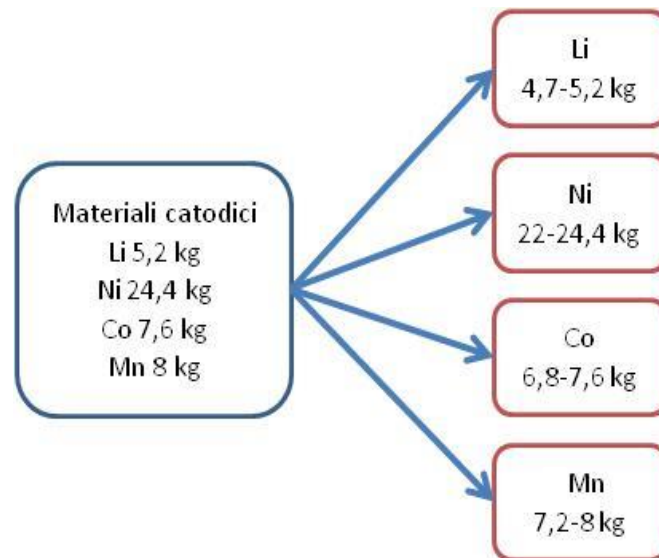 Materiali catodici
Li 5,2 kg
Ni 24,4 kg
Co 7,6 kg
Mn 8 kg
Li
4,7-5,2 kg
Ni
22-24,4 kg
Co
6,8-7,6 kg
Mn
7,2-8 kg